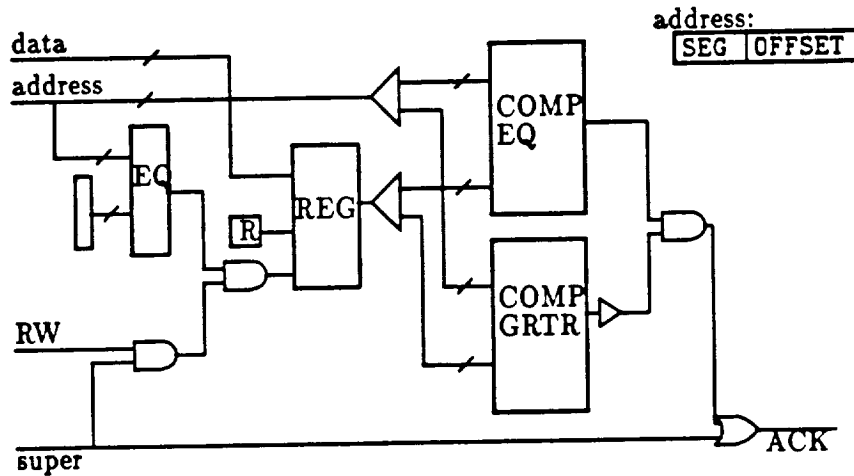 address:
SEG OFFSET
data
address
COMP
EQ
EQ
REG
R
COMP
GRTR
RW
super
ACK